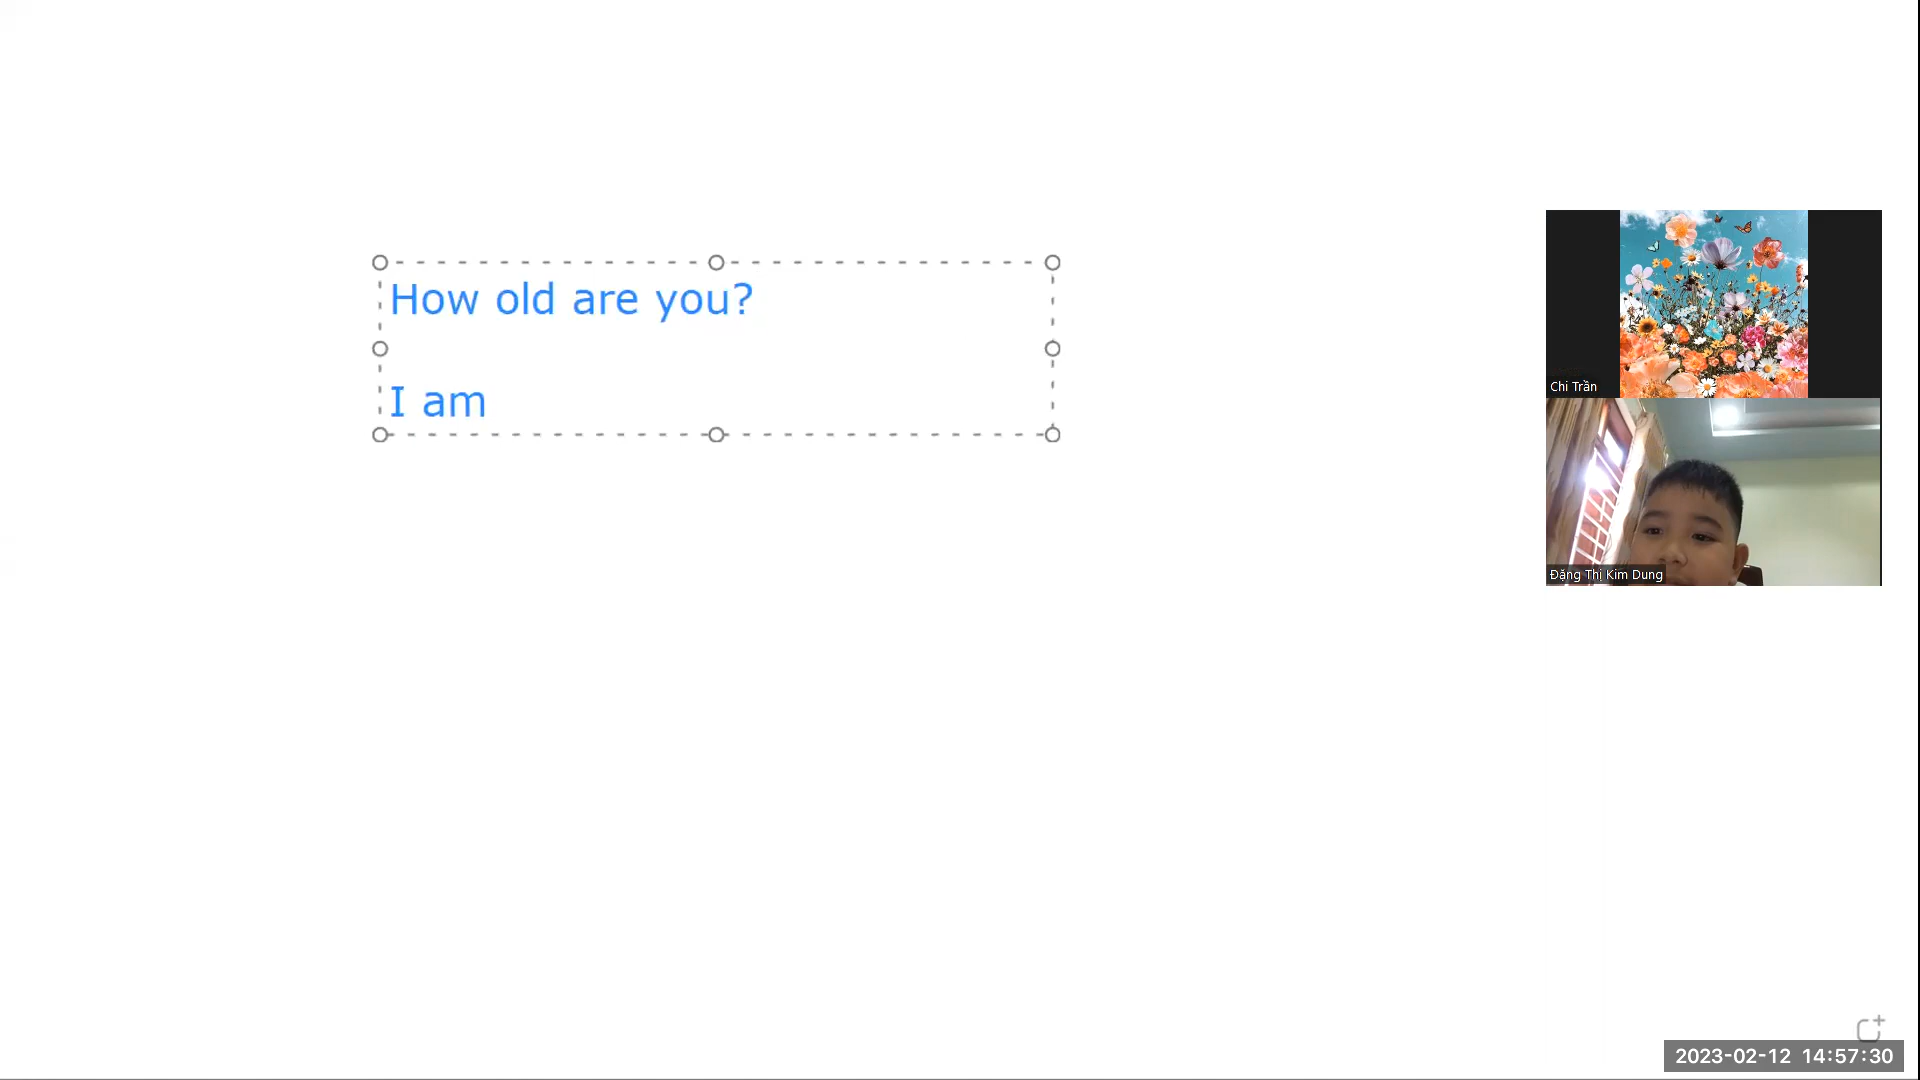 How old are you?
I am
Chi Trần
Đặng Thị Kim Dung
2023-02-12 14:57:30